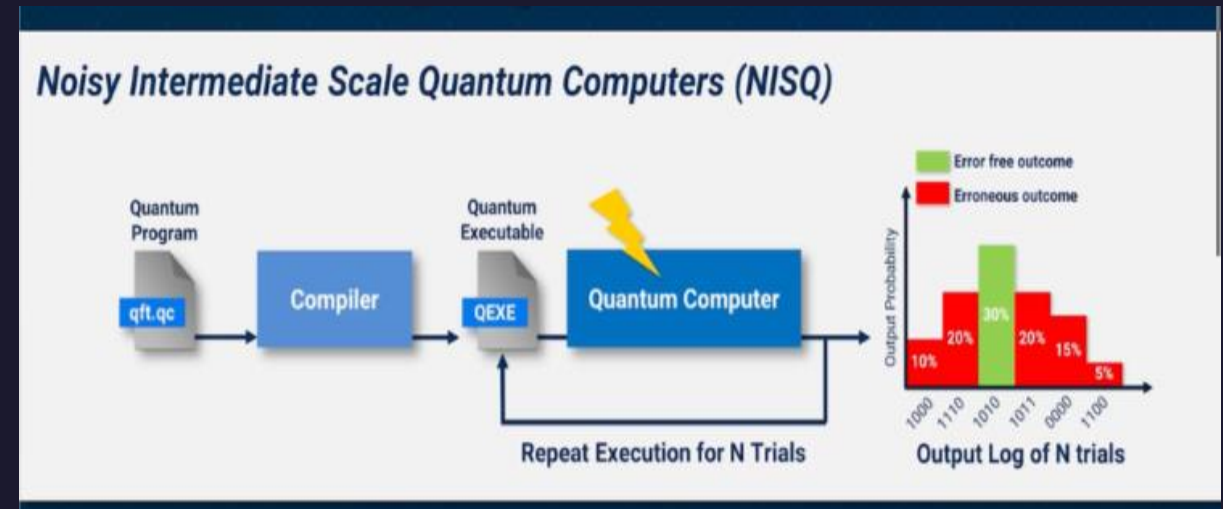 Noisy Intermediate Scale Quantum Computers (NISQ)
Quantum
Program
qft.qc
Compiler
Quantum
Executable
QEXE
Quantum Computer
Repeat Execution for N Trials
Error free outcome
Erroneous outcome
Output Probability
10%
20%
30%
20%
15%
5%
1000
1110
1010
1011
0000
1100
Output Log of N trials